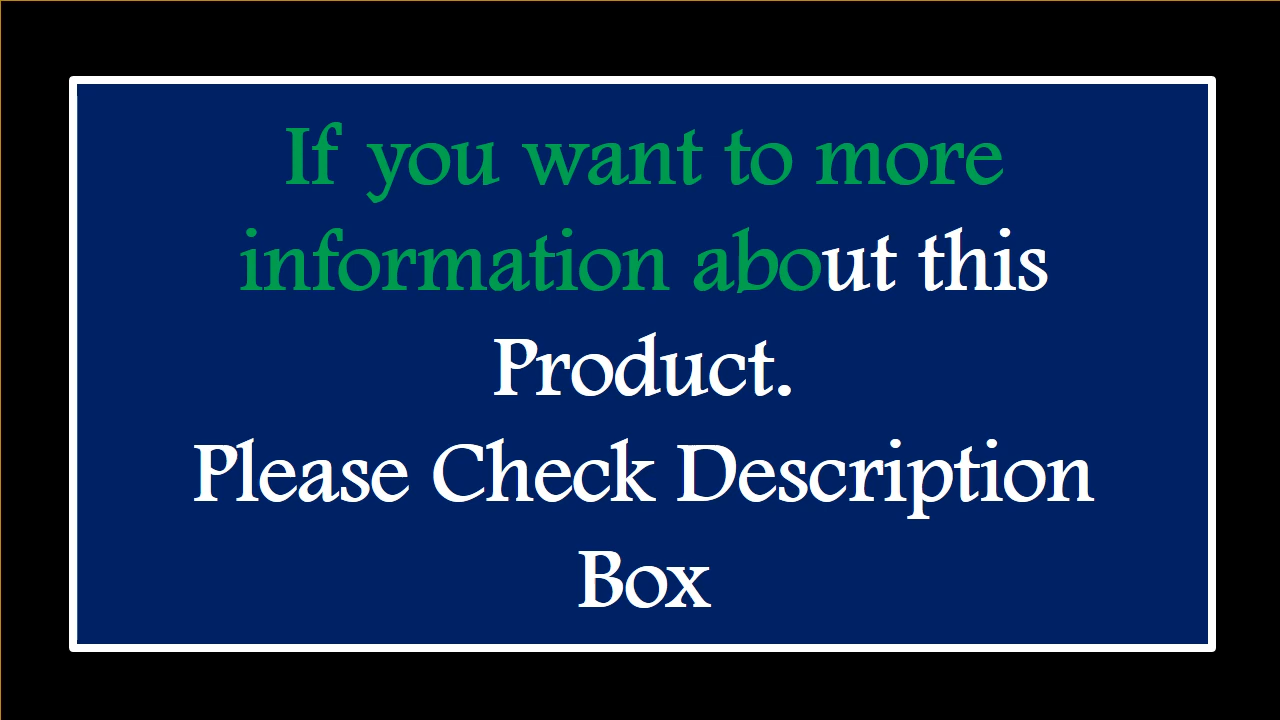 If you want to more
information about this
Product.
Please Check Description
Box